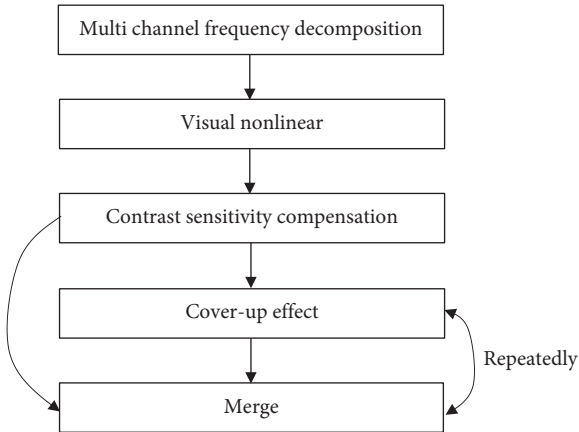 Multi channel frequency decomposition
Visual nonlinear
Contrast sensitivity compensation
Cover-up effect
Repeatedly
Merge